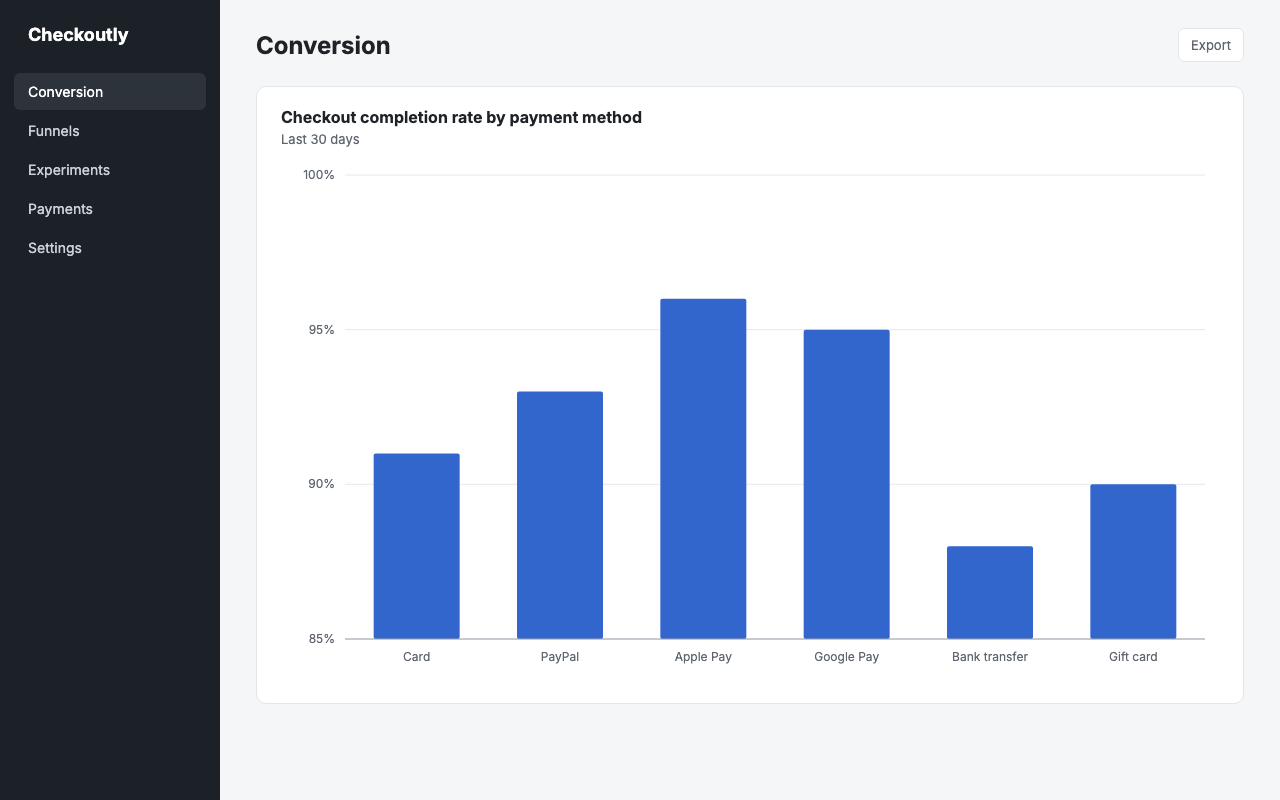 Checkoutly
Conversion
Funnels
Experiments
Payments
Settings
Conversion
Export
Checkout completion rate by payment method
Last 30 days
100%
95%
90%
85%
Card
PayPal
Apple Pay
Google Pay
Bank transfer
Gift card